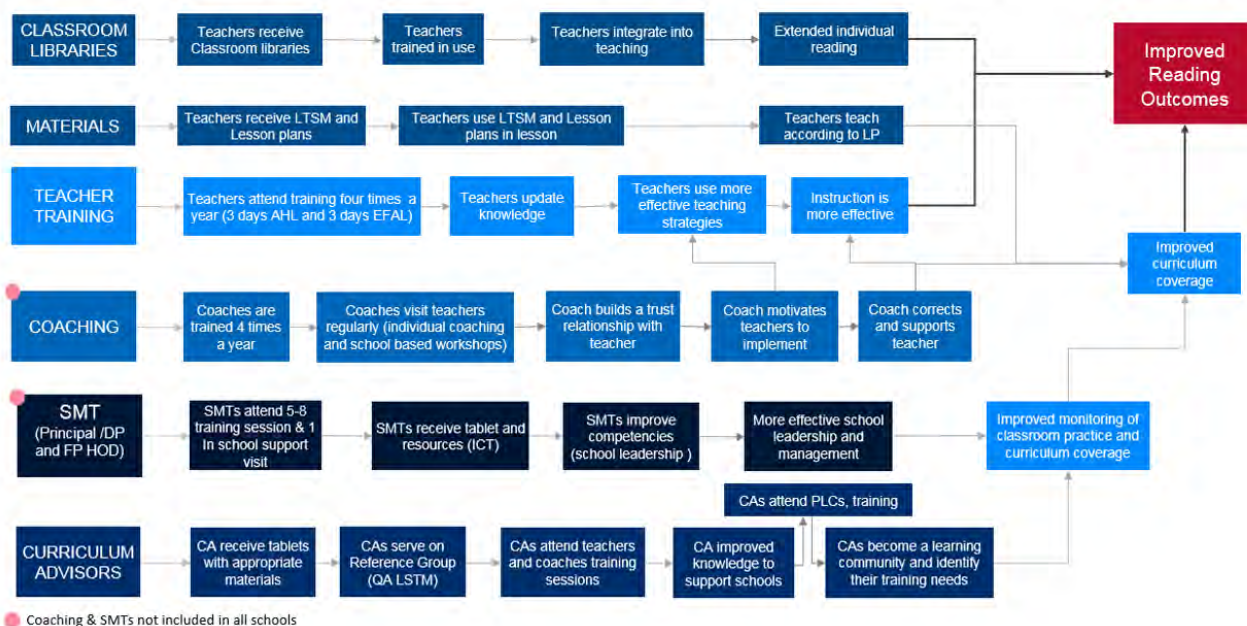 CLASSROOM
LIBRARIES
Teachers receive
Classroom libraries
Teachers
trained in use
Teachers integrate into
teaching
Extended individual
reading
Improved
Reading
Outcomes
MATERIALS
Teachers receive LTSM and
Lesson plans
Teachers use LTSM and Lesson
plans in lesson
Teachers teach
according to LP
TEACHER
TRAINING
Teachers attend training four times a
year (3 days AHL and 3 days EFAL)
Teachers update
knowledge
Teachers use more
effective teaching
strategies
Instruction is
more effective
Improved
curriculum
coverage
COACHING
Coaches are
trained 4 times
a year
Coaches visit teachers
regularly (individual coaching
and school based workshops)
Coach builds a trust
relationship with
teacher
Coach motivates
teachers to
implement
Coach corrects
and supports
teacher
SMT
(Principal /DP
and FP HOD)
SMTs attend 5-8
training session & 1
In school support
visit
SMTs receive tablet and
resources (ICT)
SMTs improve
competencies
(school leadership )
More effective school
leadership and
management
Improved monitoring of
classroom practice and
curriculum coverage
CURRICULUM
ADVISORS
CA receive tablets
with appropriate
materials
CAs serve on
Reference Group
(QA LSTM)
CAs attend teachers
and coaches training
sessions
CA improved
knowledge to
support schools
CAs attend PLCs, training
CAs become a learning
community and identify
their training needs
Coaching & SMTs not included in all schools